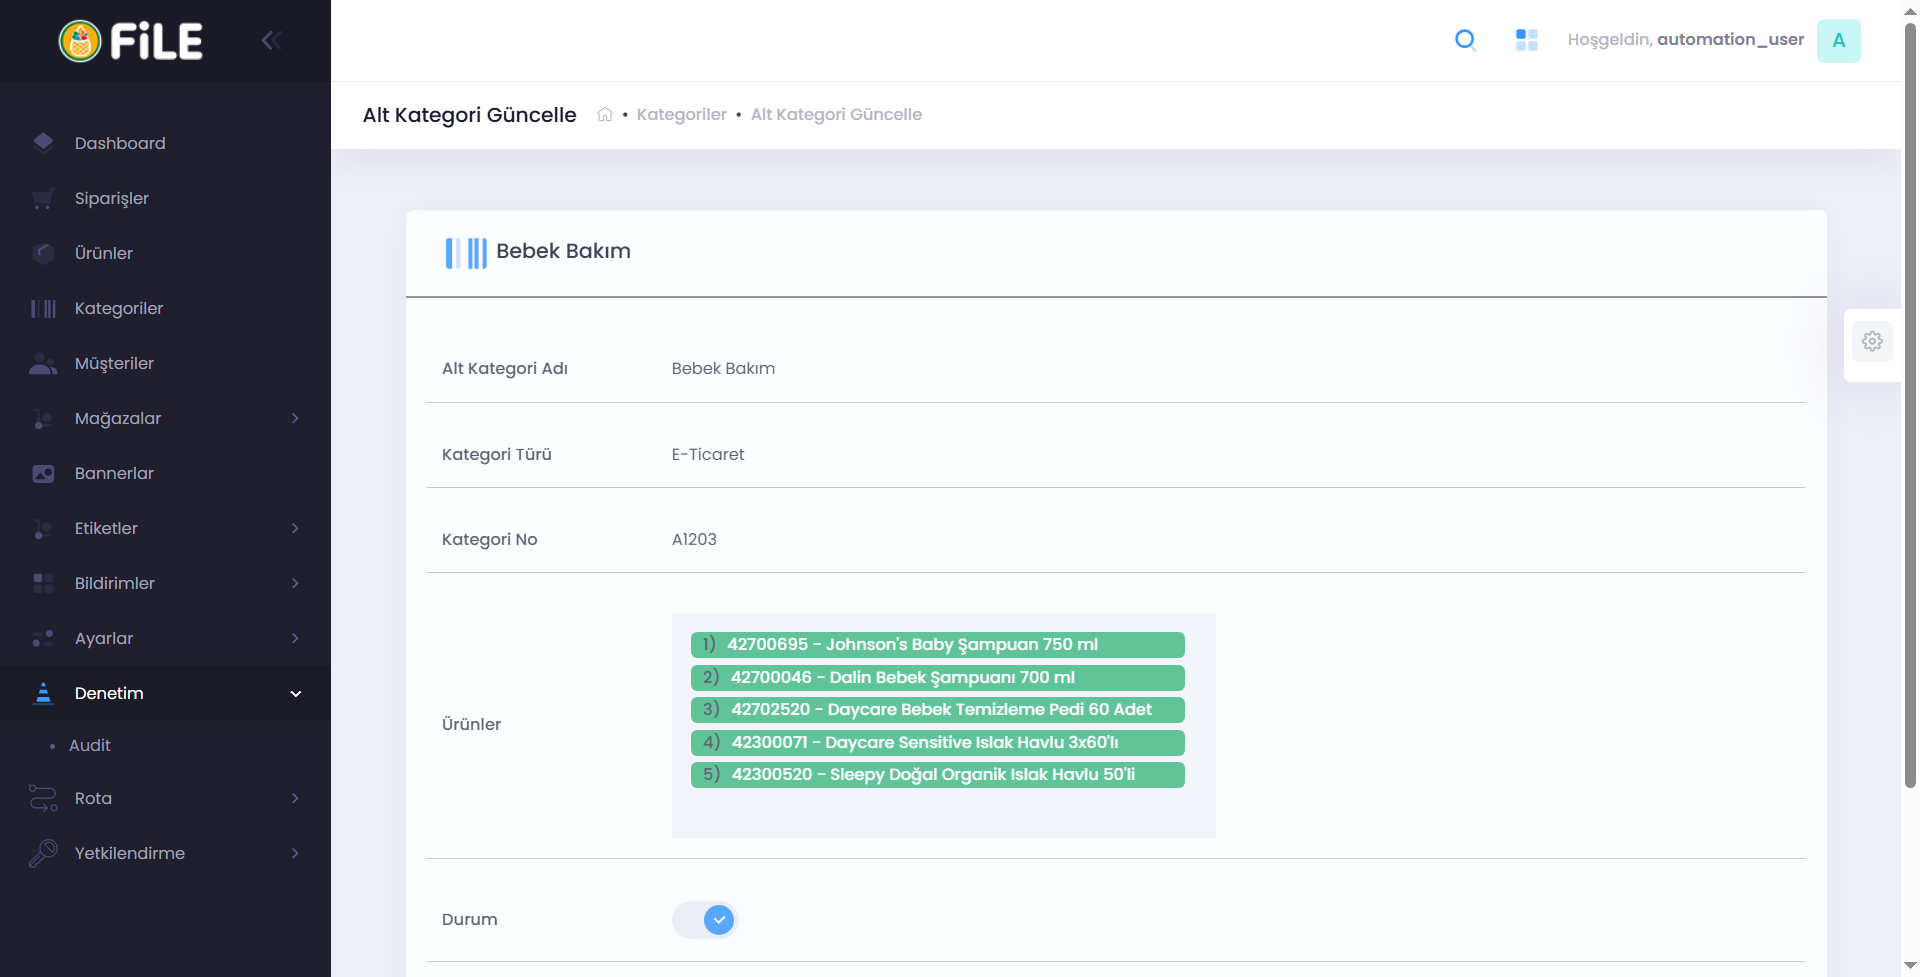 FiLE
Hoşgeldin, automation_user
A
Alt Kategori Güncelle
• Kategoriler • Alt Kategori Güncelle
Dashboard
Siparişler
Ürünler
Kategoriler
Müşteriler
Mağazalar
Bannerlar
Etiketler
Bildirimler
Ayarlar
Denetim
• Audit
Rota
Yetkilendirme
Bebek Bakım
Alt Kategori Adı Bebek Bakım
Kategori Türü E-Ticaret
Kategori No A1203
Ürünler
1) 42700695 - Johnson's Baby Şampuan 750 ml
2) 42700046 - Dalin Bebek Şampuanı 700 ml
3) 42702520 - Daycare Bebek Temizleme Pedi 60 Adet
4) 42300071 - Daycare Sensitive Islak Havlu 3x60'lı
5) 42300520 - Sleepy Doğal Organik Islak Havlu 50'li
Durum